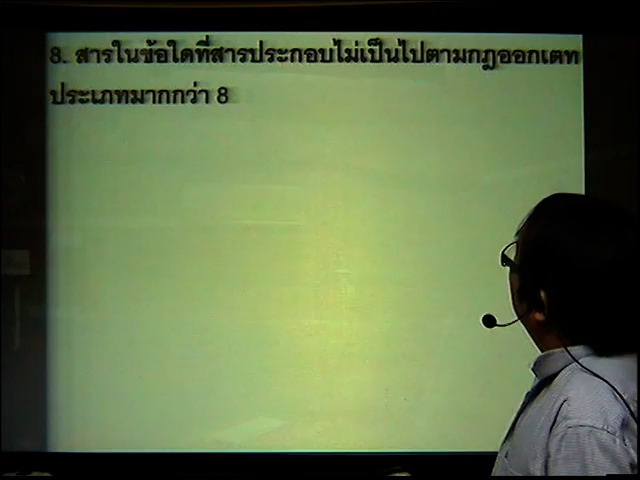 8. สารในข้อใดที่สารประกอบไม่เป็นไปตามกฎออกเตท
ประเภทมากกว่า 8